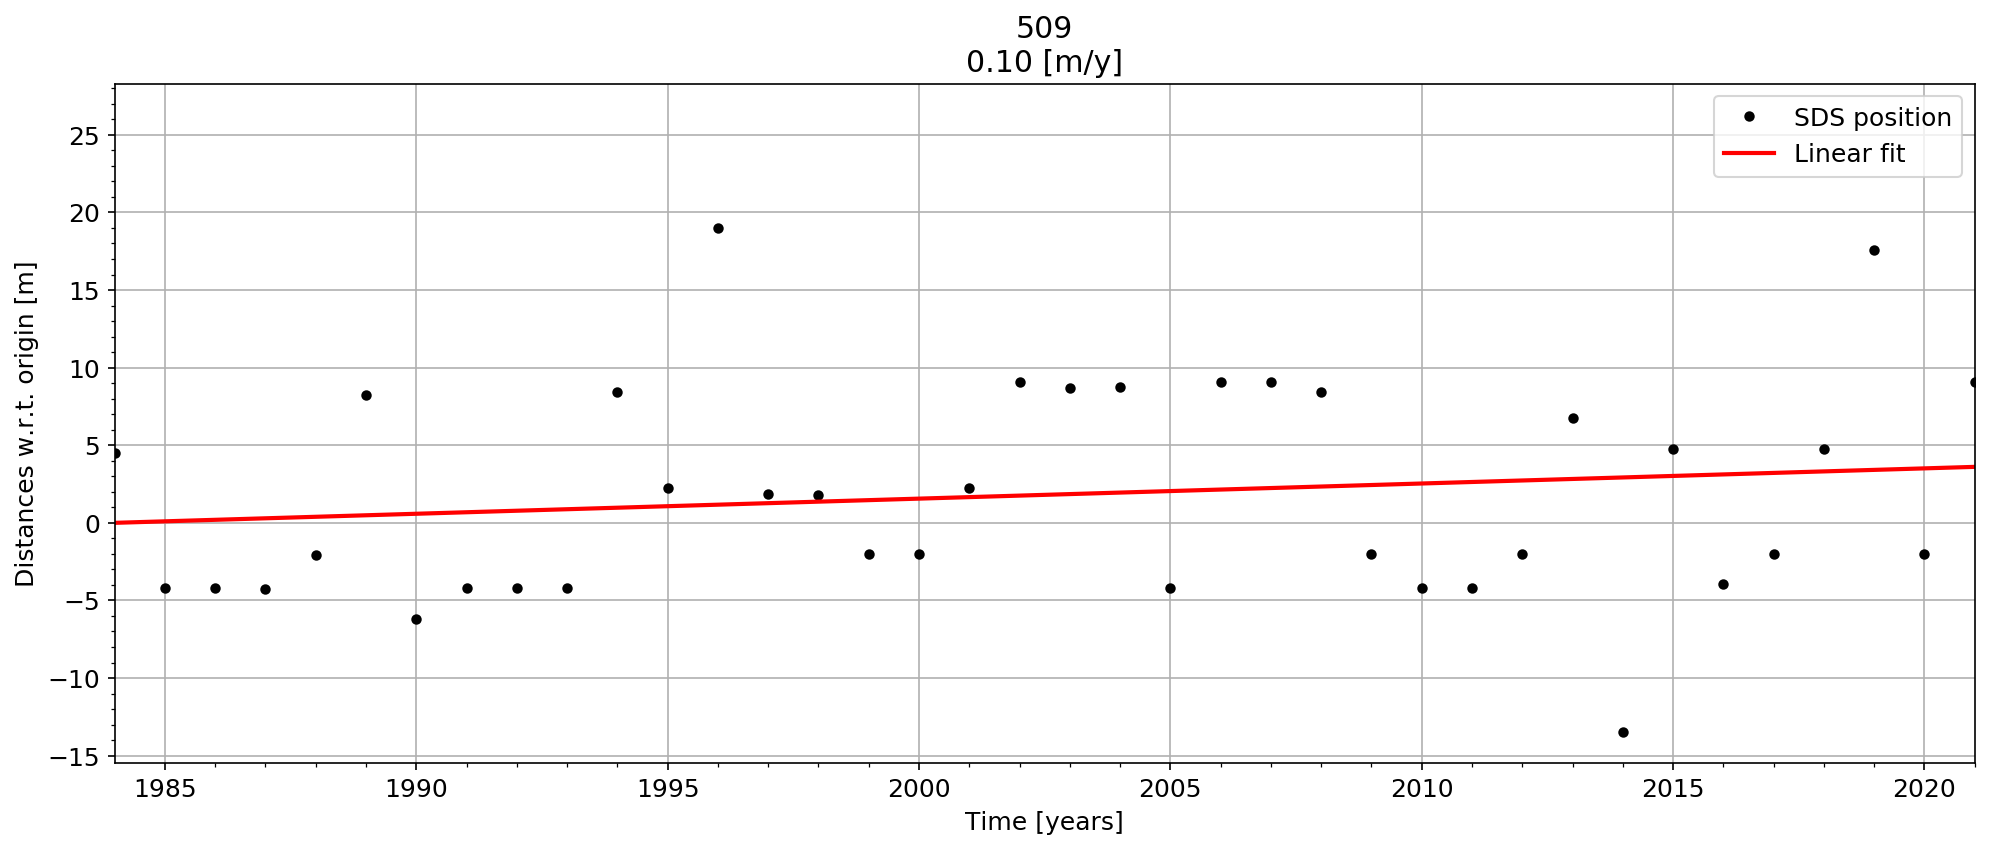 509
0.10 [m/y]
SDS position
Linear fit
Distances w.r.t. origin [m]
25
20
15
10
5
0
−5
−10
−15
1985 1990 1995 2000 2005 2010 2015 2020
Time [years]